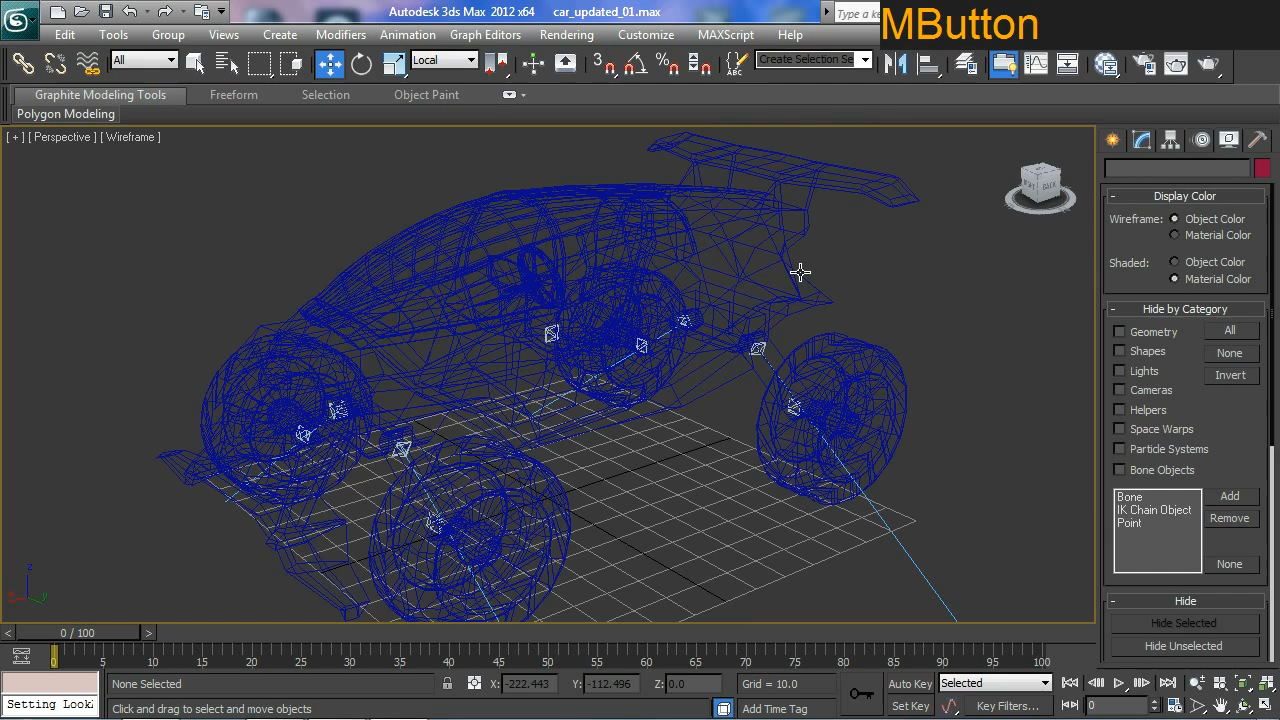 Autodesk 3ds Max 2012 x64 car_updated_01.max Type a ke
MButton
Edit Tools Group Views Create Modifiers Animation Graph Editors Rendering Customize MAXScript Help
All Local 3 Create Selection Se
Graphite Modeling Tools Freeform Selection Object Paint
Polygon Modeling
[ + ] [ Perspective ] [ Wireframe ]
BACK
- Display Color
Wireframe: Object Color
Material Color
Shaded: Object Color
Material Color
- Hide by Category
Geometry All
Shapes None
Lights Invert
Cameras
Helpers
Space Warps
Particle Systems
Bone Objects
Bone Add
IK Chain Object Remove
Point
None
- Hide
Hide Selected
Hide Unselected
z
x y
< 0 / 100 >
0 5 10 15 20 25 30 35 40 45 50 55 60 65 70 75 80 85 90 95 100
None Selected X: -222.443 Y: -112.496 Z: 0.0 Grid = 10.0 Auto Key Selected
Setting Look Click and drag to select and move objects Add Time Tag Set Key Key Filters... 0